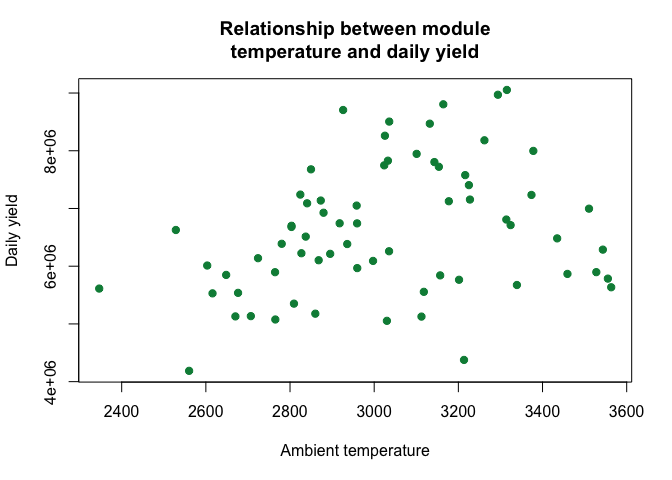 Relationship between module
temperature and daily yield
Daily yield
8e+06
6e+06
4e+06
2400 2600 2800 3000 3200 3400 3600
Ambient temperature